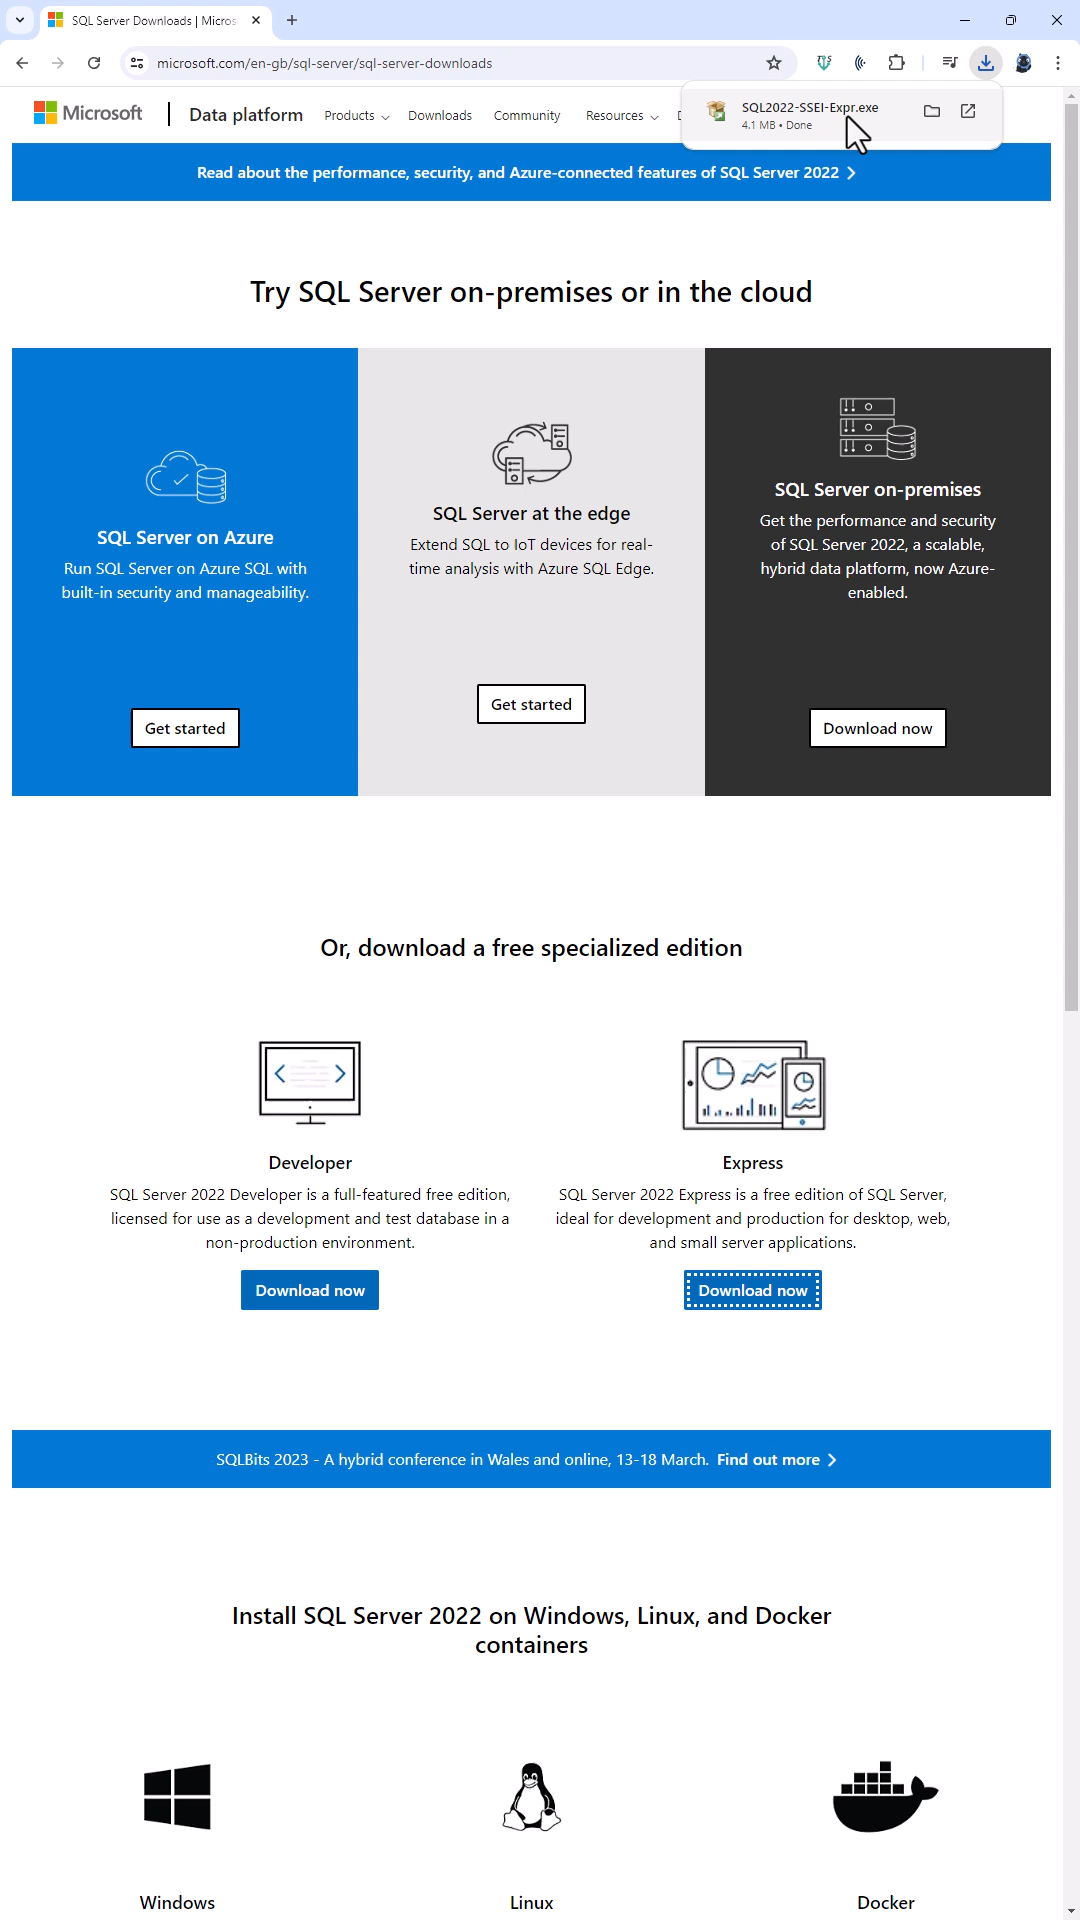 SQL Server Downloads | Micros
microsoft.com/en-gb/sql-server/sql-server-downloads
SQL2022-SSEI-Expr.exe
4.1 MB • Done
Microsoft
Data platform
Products
Downloads
Community
Resources
Read about the performance, security, and Azure-connected features of SQL Server 2022
Try SQL Server on-premises or in the cloud
SQL Server on Azure
Run SQL Server on Azure SQL with
built-in security and manageability.
Get started
SQL Server at the edge
Extend SQL to IoT devices for real-
time analysis with Azure SQL Edge.
Get started
SQL Server on-premises
Get the performance and security
of SQL Server 2022, a scalable,
hybrid data platform, now Azure-
enabled.
Download now
Or, download a free specialized edition
Developer
SQL Server 2022 Developer is a full-featured free edition,
licensed for use as a development and test database in a
non-production environment.
Download now
Express
SQL Server 2022 Express is a free edition of SQL Server,
ideal for development and production for desktop, web,
and small server applications.
Download now
SQLBits 2023 - A hybrid conference in Wales and online, 13-18 March. Find out more
Install SQL Server 2022 on Windows, Linux, and Docker
containers
Windows
Linux
Docker